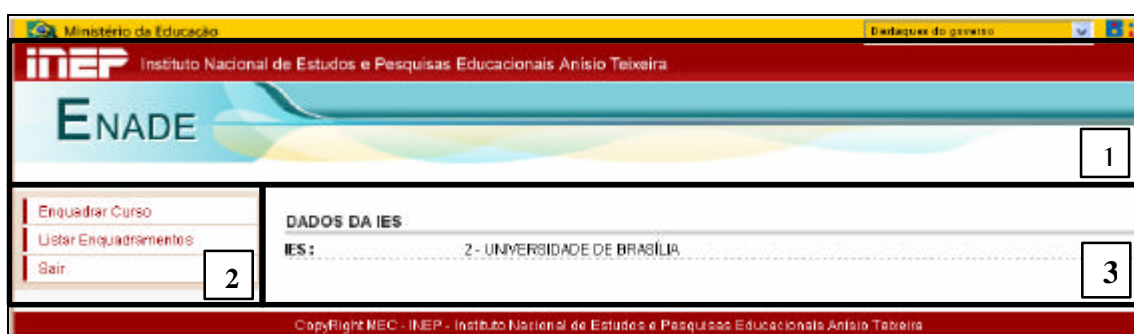 Ministério da Educação
Destaques do governo
INEP Instituto Nacional de Estudos e Pesquisas Educacionais Anísio Teixeira
ENADE
1
Enquadrar Curso
Listar Enquadramentos
Sair
2
DADOS DA IES
IES: 2 - UNIVERSIDADE DE BRASÍLIA
3
CopyRight MEC - INEP - Instituto Nacional de Estudos e Pesquisas Educacionais Anísio Teixeira